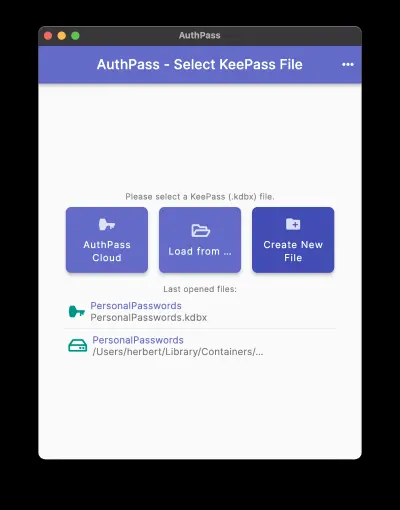 AuthPass
AuthPass - Select KeePass File
Please select a KeePass (.kdbx) file.
AuthPass
Cloud
Load from ...
Create New
File
Last opened files:
PersonalPasswords
PersonalPasswords.kdbx
PersonalPasswords
/Users/herbert/Library/Containers/...